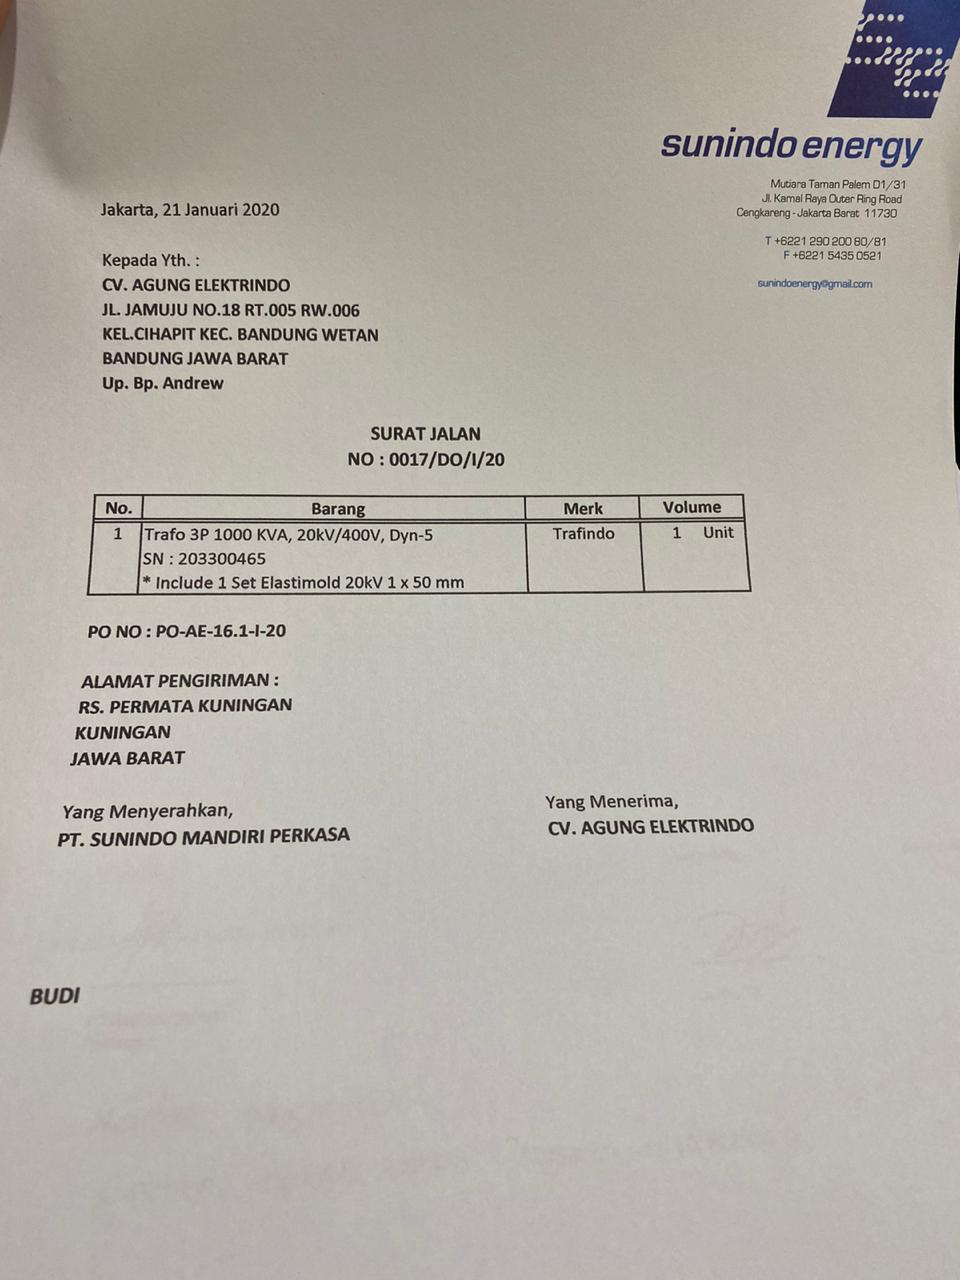 sunindo energy
Mutiara Taman Palem D1/31
Jl. Kamal Raya Outer Ring Road
Cengkareng - Jakarta Barat 11730
T +6221 290 200 80/81
F +6221 5435 0521
sunindoenergy@gmail.com
Jakarta, 21 Januari 2020
Kepada Yth. :
CV. AGUNG ELEKTRINDO
JL. JAMUJU NO.18 RT.005 RW.006
KEL.CIHAPIT KEC. BANDUNG WETAN
BANDUNG JAWA BARAT
Up. Bp. Andrew
SURAT JALAN
NO : 0017/DO/I/20
No. Barang Merk Volume
1 Trafo 3P 1000 KVA, 20kV/400V, Dyn-5 Trafindo 1 Unit
SN : 203300465
* Include 1 Set Elastimold 20kV 1 x 50 mm
PO NO : PO-AE-16.1-I-20
ALAMAT PENGIRIMAN :
RS. PERMATA KUNINGAN
KUNINGAN
JAWA BARAT
Yang Menyerahkan, Yang Menerima,
PT. SUNINDO MANDIRI PERKASA CV. AGUNG ELEKTRINDO
BUDI